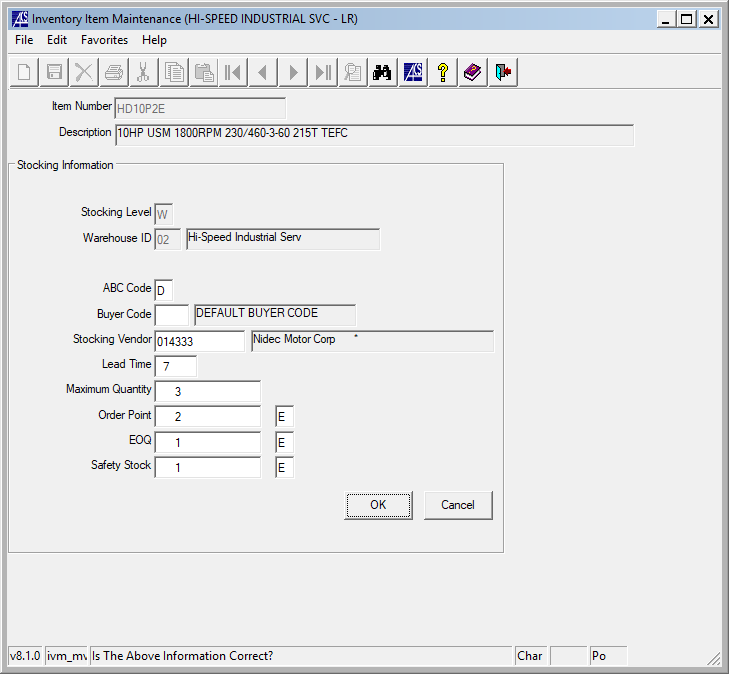 Inventory Item Maintenance (HI-SPEED INDUSTRIAL SVC - LR)
File Edit Favorites Help
Item Number HD10P2E
Description 10HP USM 1800RPM 230/460-3-60 215T TEFC
Stocking Information
Stocking Level W
Warehouse ID 02 Hi-Speed Industrial Serv
ABC Code D
Buyer Code DEFAULT BUYER CODE
Stocking Vendor 014333 Nidec Motor Corp *
Lead Time 7
Maximum Quantity 3
Order Point 2 E
EOQ 1 E
Safety Stock 1 E
OK Cancel
v8.1.0 ivm_mv Is The Above Information Correct? Char Po